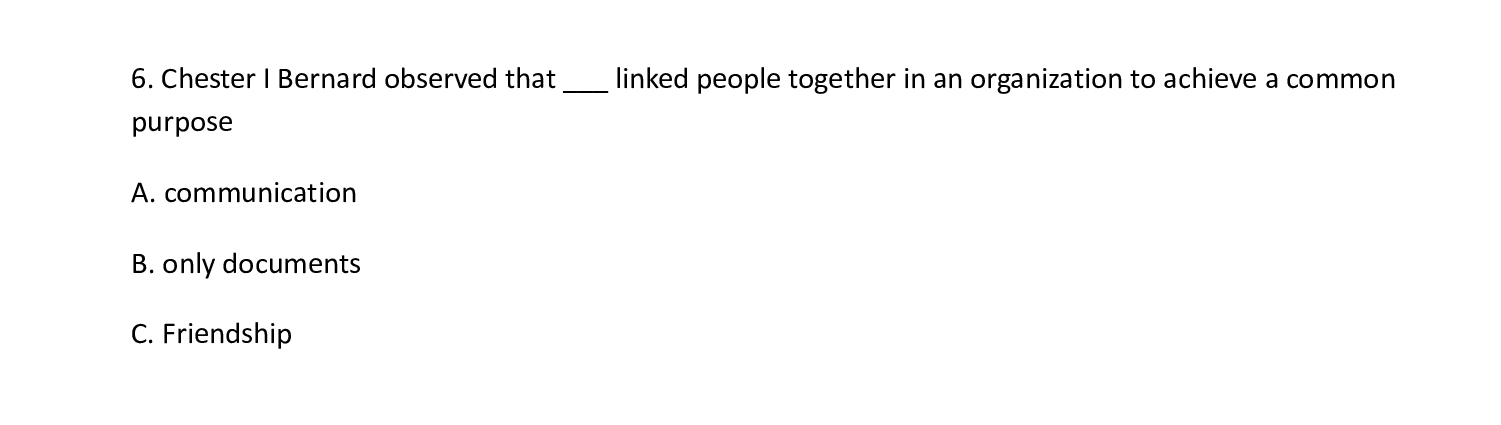 6. Chester I Bernard observed that ___ linked people together in an organization to achieve a common
purpose
A. communication
B. only documents
C. Friendship